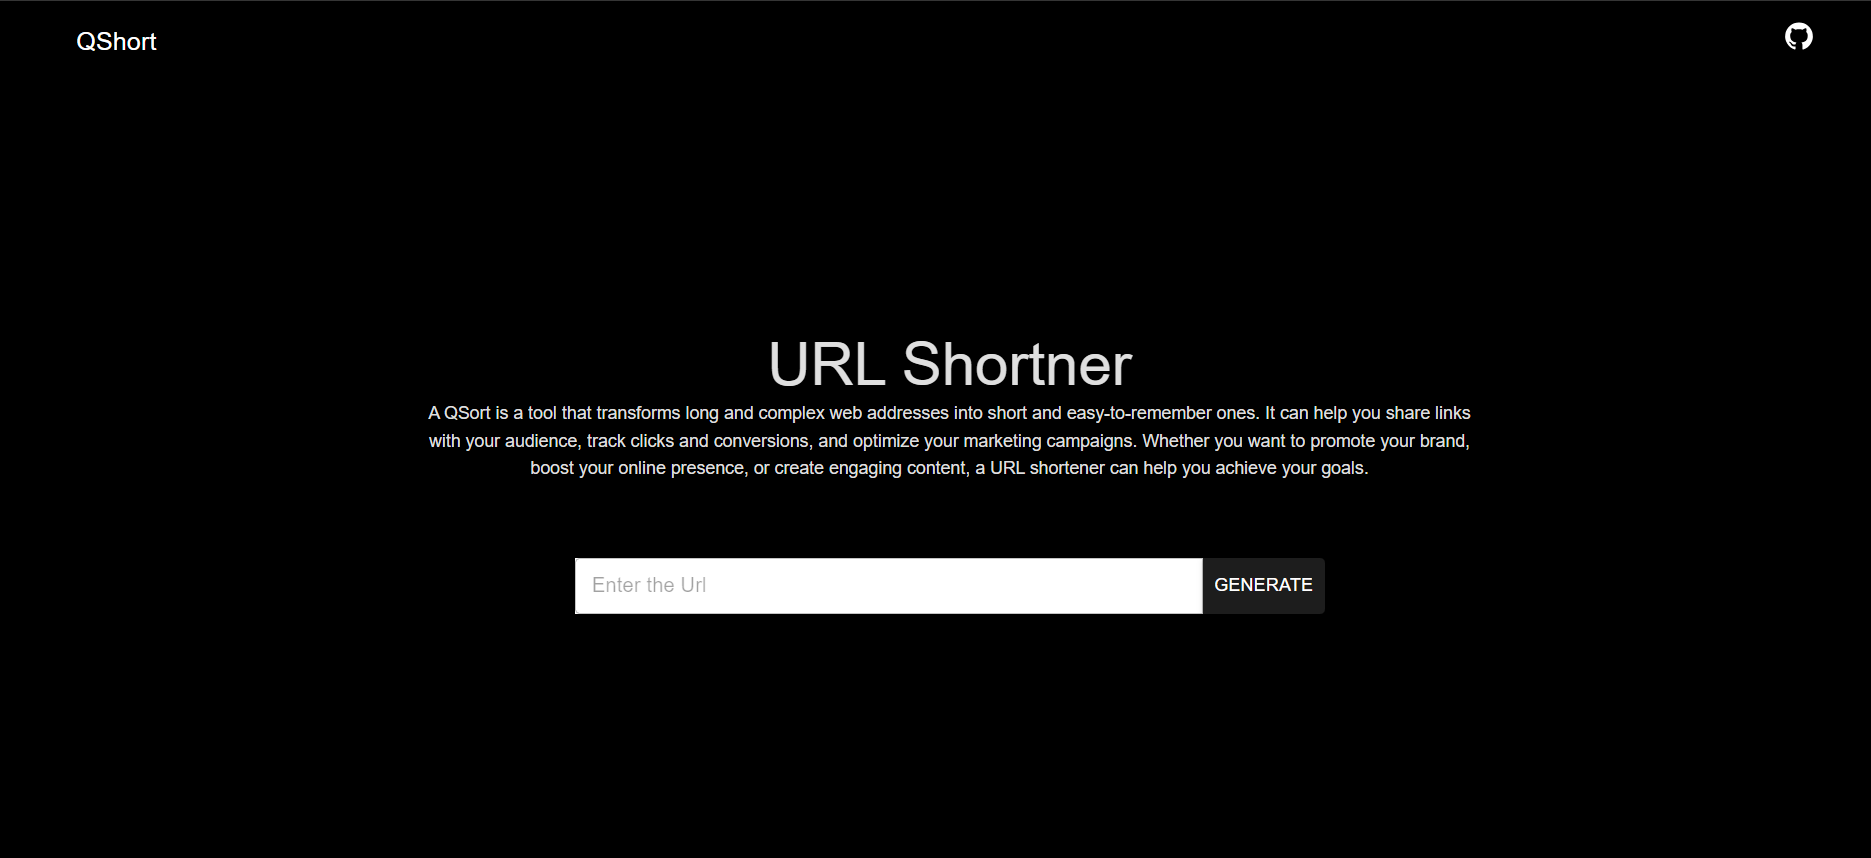 QShort
URL Shortner
A QSort is a tool that transforms long and complex web addresses into short and easy-to-remember ones. It can help you share links
with your audience, track clicks and conversions, and optimize your marketing campaigns. Whether you want to promote your brand,
boost your online presence, or create engaging content, a URL shortener can help you achieve your goals.
Enter the Url
GENERATE